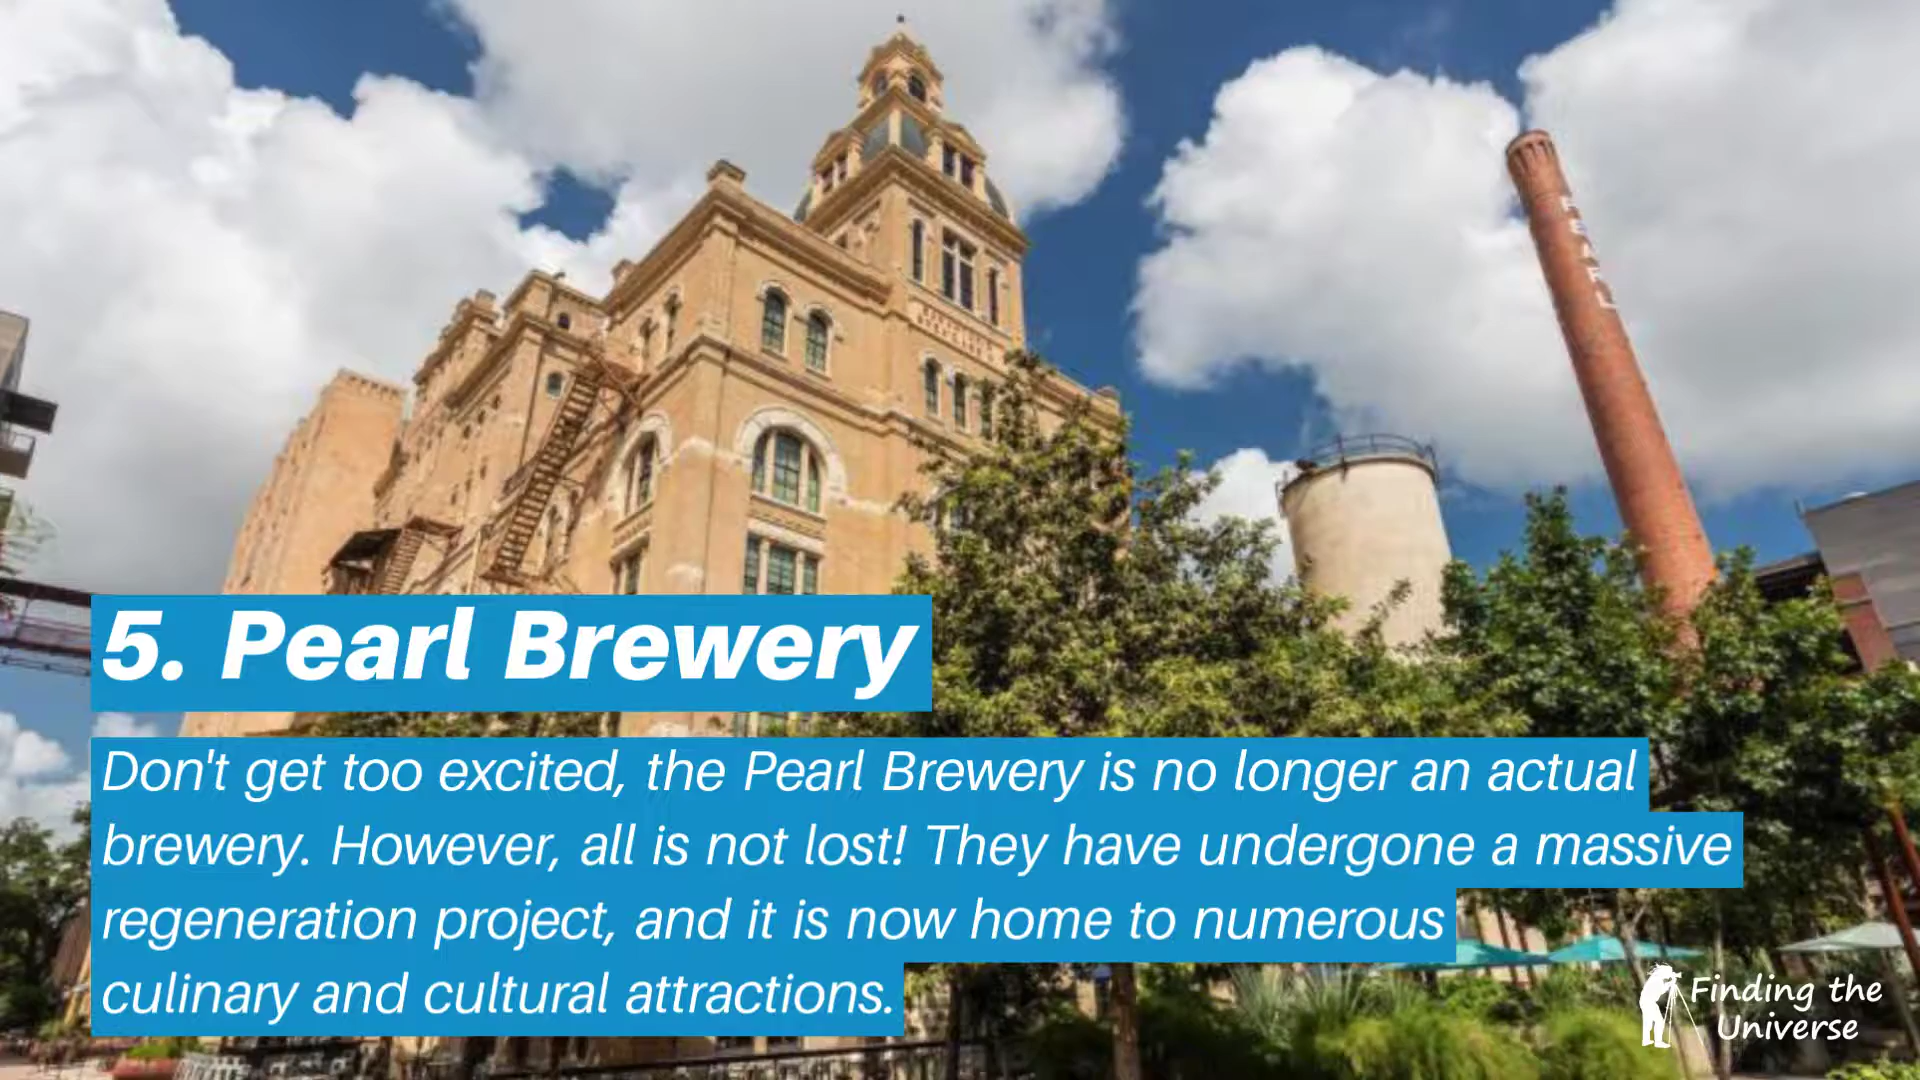 PEARL
5. Pearl Brewery
Don't get too excited, the Pearl Brewery is no longer an actual
brewery. However, all is not lost! They have undergone a massive
regeneration project, and it is now home to numerous
culinary and cultural attractions.
Finding the
Universe